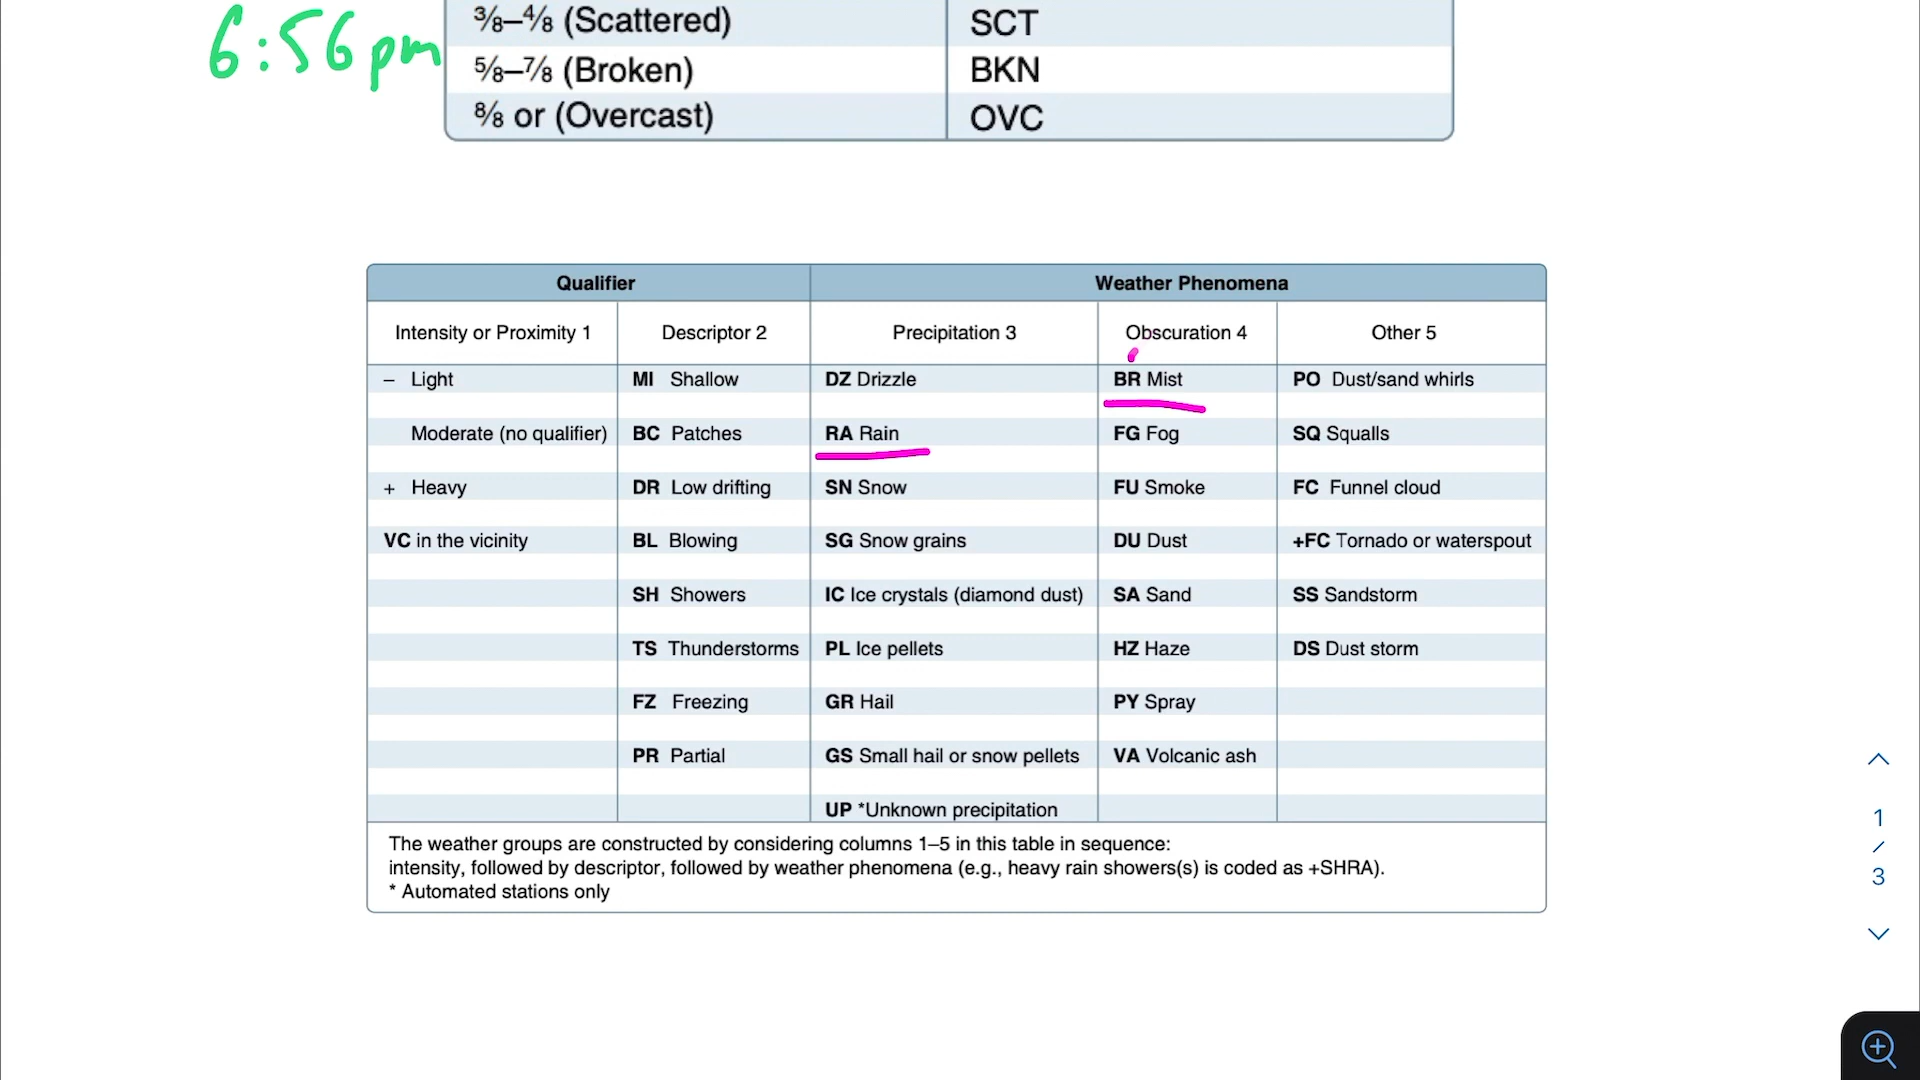 6:56pm
⅜–⁴⁄₈ (Scattered) SCT
⅝–⅞ (Broken) BKN
⁸⁄₈ or (Overcast) OVC
Qualifier Weather Phenomena
Intensity or Proximity 1 Descriptor 2 Precipitation 3 Obscuration 4 Other 5
– Light MI Shallow DZ Drizzle BR Mist PO Dust/sand whirls
Moderate (no qualifier) BC Patches RA Rain FG Fog SQ Squalls
+ Heavy DR Low drifting SN Snow FU Smoke FC Funnel cloud
VC in the vicinity BL Blowing SG Snow grains DU Dust +FC Tornado or waterspout
SH Showers IC Ice crystals (diamond dust) SA Sand SS Sandstorm
TS Thunderstorms PL Ice pellets HZ Haze DS Dust storm
FZ Freezing GR Hail PY Spray
PR Partial GS Small hail or snow pellets VA Volcanic ash
UP *Unknown precipitation
The weather groups are constructed by considering columns 1–5 in this table in sequence:
intensity, followed by descriptor, followed by weather phenomena (e.g., heavy rain showers(s) is coded as +SHRA).
* Automated stations only
1
/
3